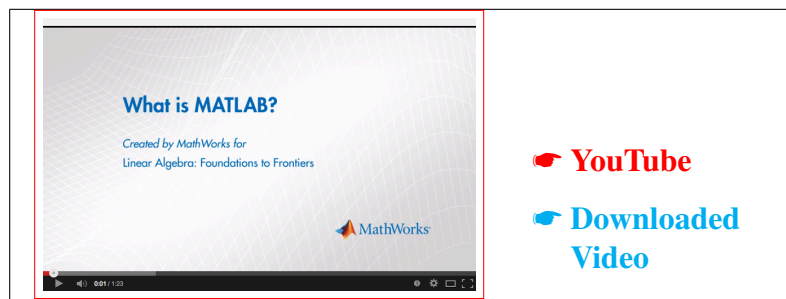 What is MATLAB?
Created by MathWorks for
Linear Algebra: Foundations to Frontiers
MathWorks
0:01 / 1:23
☛ YouTube
☛ Downloaded
Video